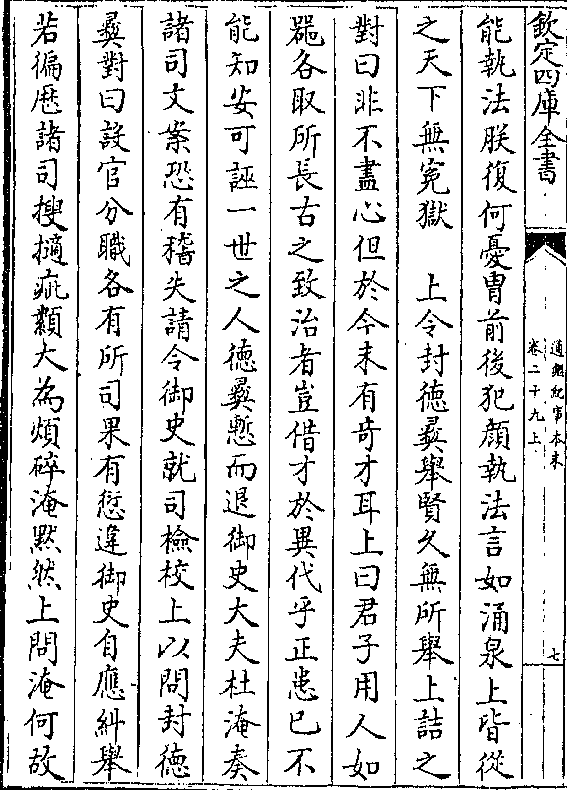 欽定四庫全書
通鑑紀事本末
卷二十九上
七
能執法朕復何憂胄前後犯顔執法言如涌泉上皆從
之天下無寃獄　上令封徳彞舉賢久無所舉上詰之
對曰非不盡心但於今未有奇才耳上曰君子用人如
器各取所長古之致治者豈借才於異代乎正患已不
能知安可誣一世之人徳彞慙而退御史大夫杜淹奏
諸司文案恐有稽失請令御史就司檢校上以問封徳
彞對曰設官分職各有所司果有愆違御史自應糾舉
若徧歴諸司搜擿疵纇大為煩碎淹黙然上問淹何故